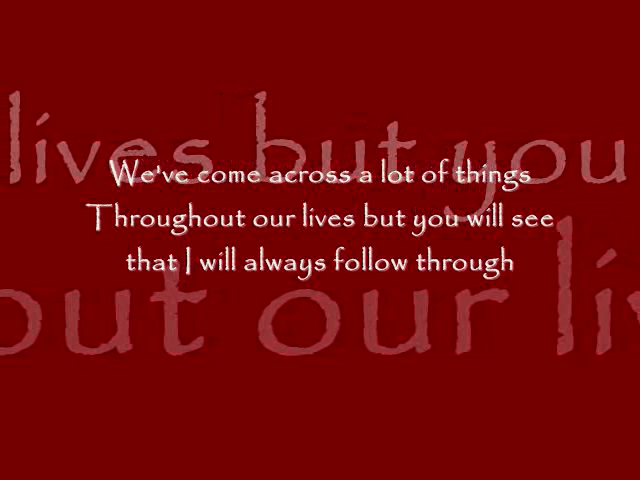 lives but you
We've come across a lot of things
Throughout our lives but you will see
that I will always follow through
out our liv